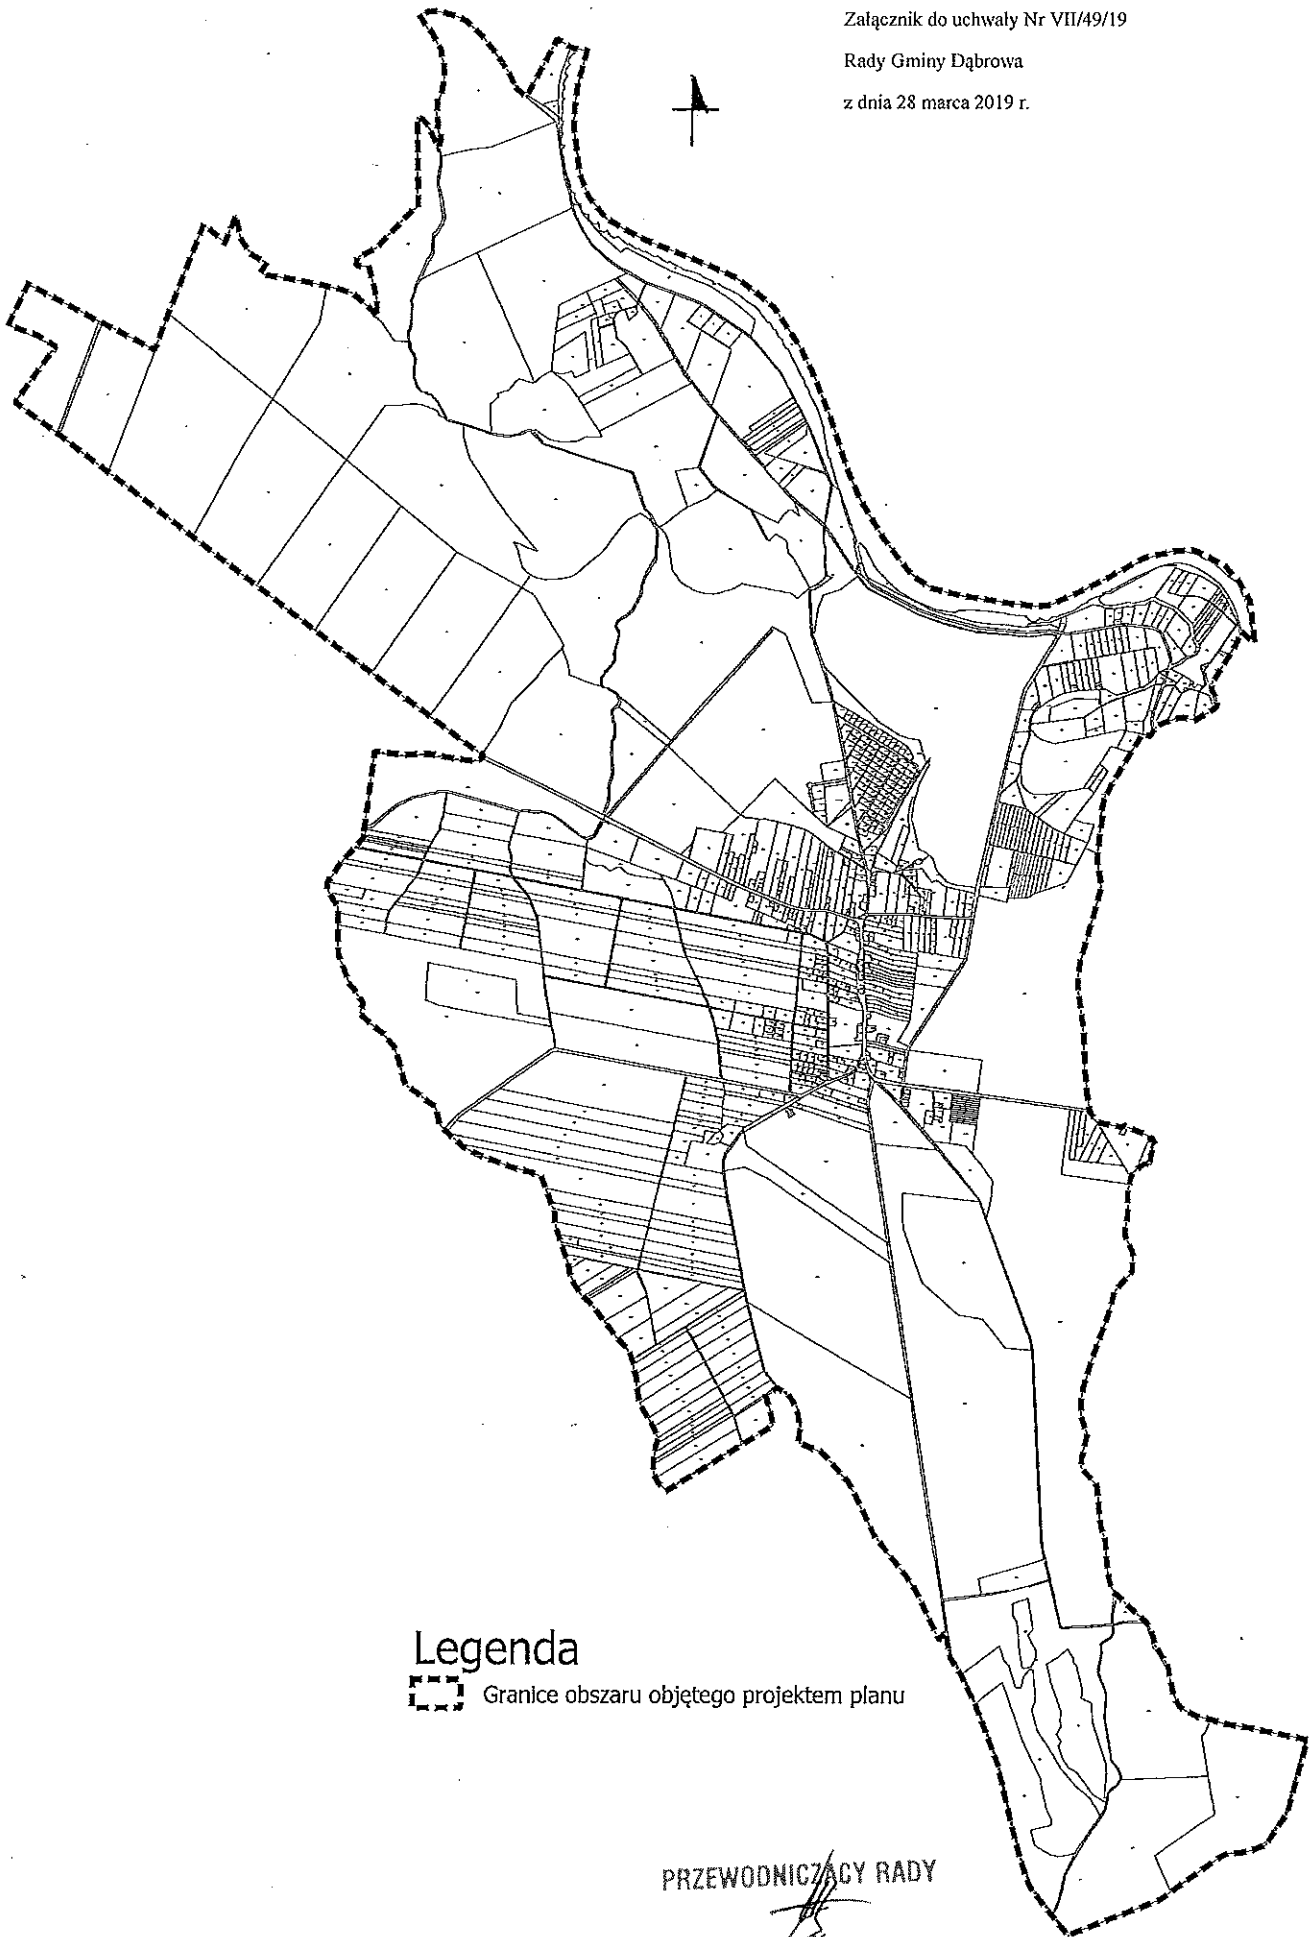 Załącznik do uchwały Nr VII/49/19
Rady Gminy Dąbrowa
z dnia 28 marca 2019 r.
Legenda
Granice obszaru objętego projektem planu
PRZEWODNICZĄCY RADY